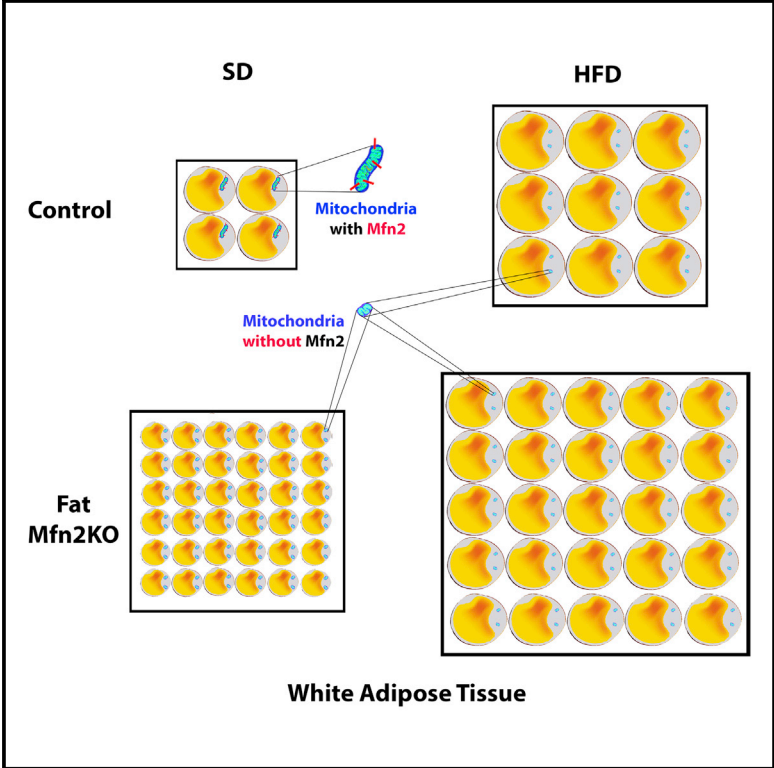 SD
HFD
Control
Mitochondria
with Mfn2
Mitochondria
without Mfn2
Fat
Mfn2KO
White Adipose Tissue